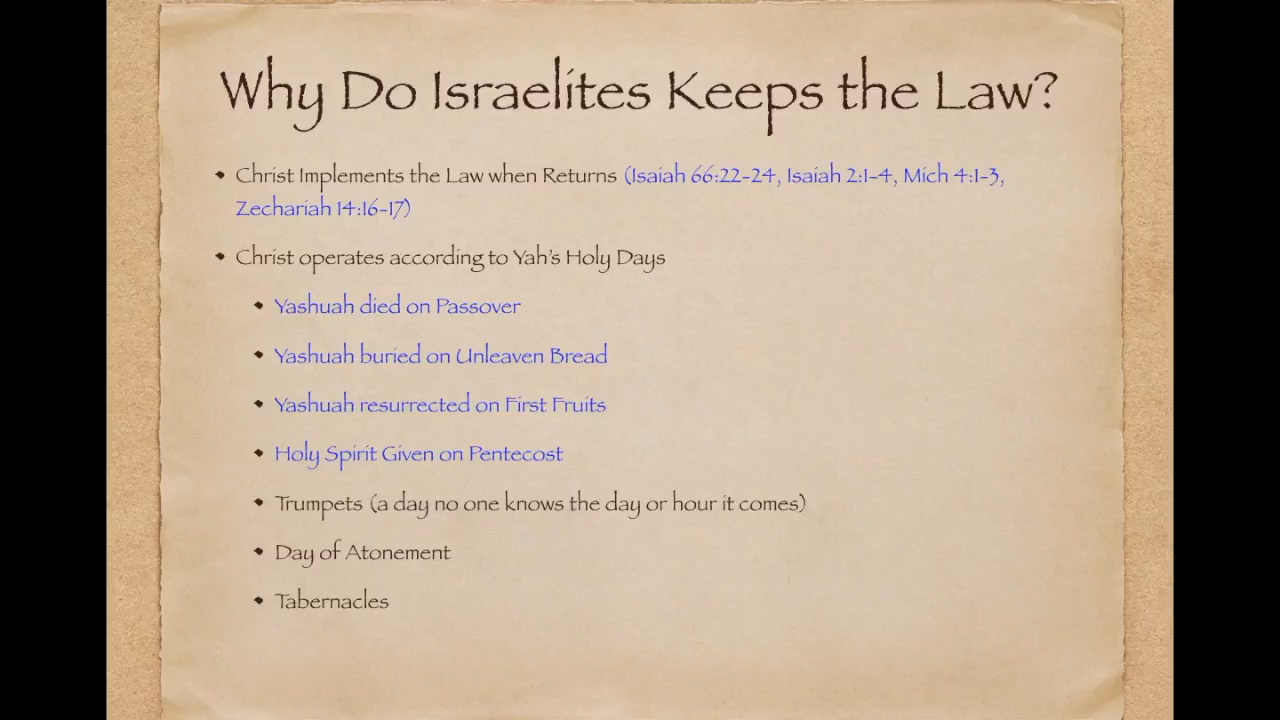 Why Do Israelites Keeps the Law?
• Christ Implements the Law when Returns (Isaiah 66:22-24, Isaiah 2:1-4, Mich 4:1-3,
Zechariah 14:16-17)
• Christ operates according to Yah's Holy Days
• Yashuah died on Passover
• Yashuah buried on Unleaven Bread
• Yashuah resurrected on First Fruits
• Holy Spirit Given on Pentecost
• Trumpets (a day no one knows the day or hour it comes)
• Day of Atonement
• Tabernacles